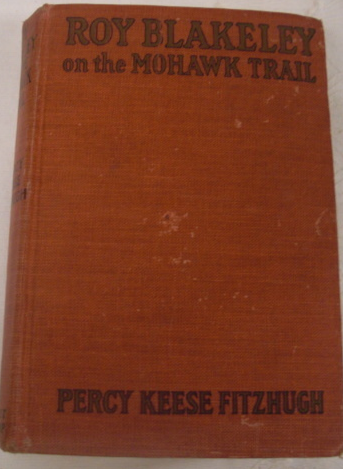 ROY BLAKELEY
on the MOHAWK TRAIL
PERCY KEESE FITZHUGH